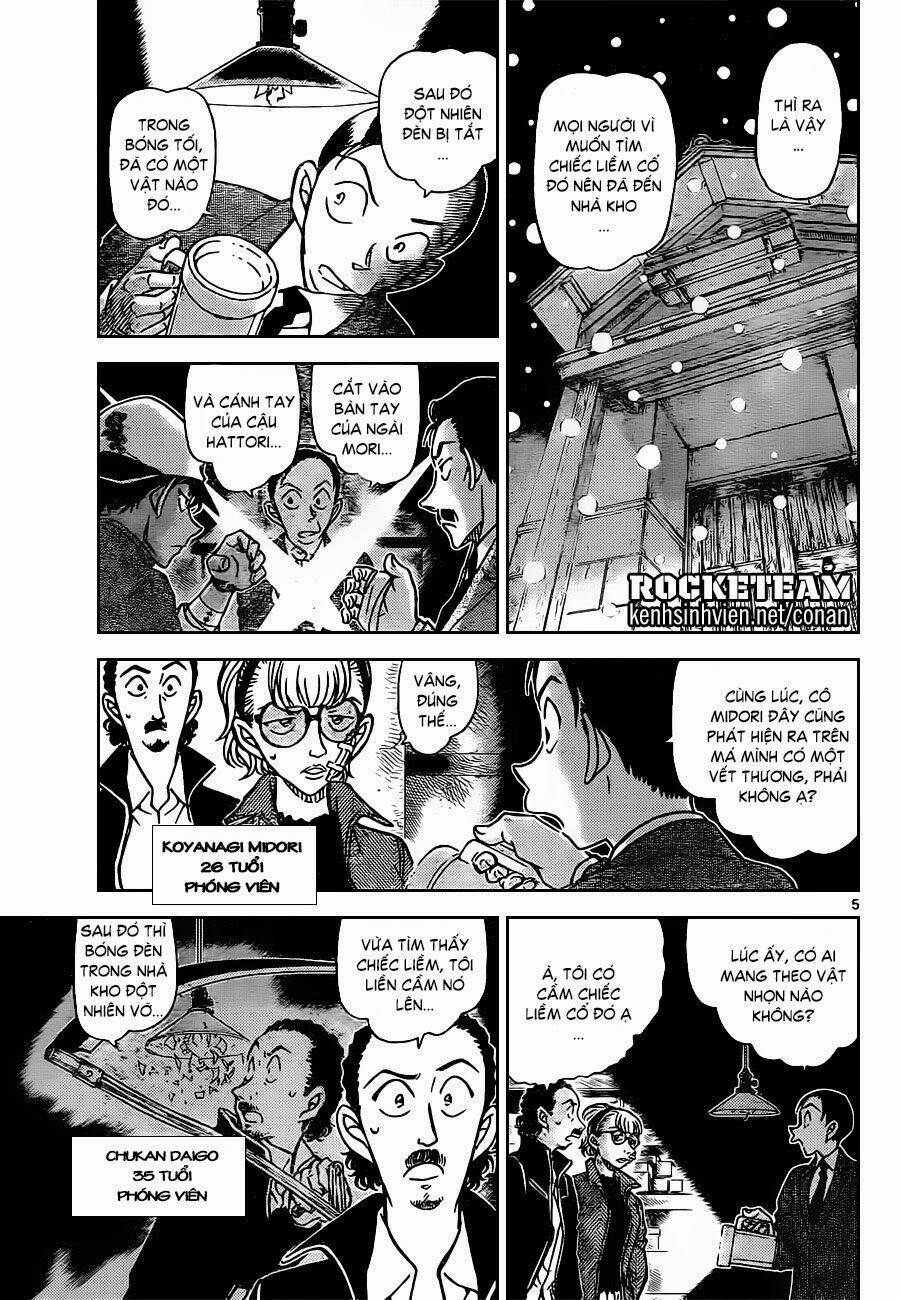 THÌ RA
LÀ VẬY
...
MỌI NGƯỜI VÌ
MUỐN TÌM
CHIẾC LIỀM CỔ
ĐÓ NÊN ĐÃ ĐẾN
NHÀ KHO
...
ROCKETEAM
kenhsinhvien.net/conan
SAU ĐÓ
ĐỘT NHIÊN
ĐÈN BỊ TẮT
...
TRONG
BÓNG TỐI,
ĐÃ CÓ MỘT
VẬT NÀO
ĐÓ...
CẮT VÀO
BÀN TAY
CỦA NGÀI
MORI...
VÀ CÁNH TAY
CỦA CẬU
HATTORI...
CÙNG LÚC, CÔ
MIDORI ĐÂY CŨNG
PHÁT HIỆN RA TRÊN
MÁ MÌNH CÓ MỘT
VẾT THƯƠNG, PHẢI
KHÔNG Ạ?
VÂNG,
ĐÚNG
THẾ...
KOYANAGI MIDORI
26 TUỔI
PHÓNG VIÊN
5
LÚC ẤY, CÓ AI
MANG THEO VẬT
NHỌN NÀO
KHÔNG?
À, TÔI CÓ
CẦM CHIẾC
LIỀM CỔ ĐÓ Ạ
...
VỪA TÌM THẤY
CHIẾC LIỀM, TÔI
LIỀN CẦM NÓ
LÊN...
SAU ĐÓ THÌ
BÓNG ĐÈN
TRONG NHÀ
KHO ĐỘT
NHIÊN VỠ...
CHUKAN DAIGO
35 TUỔI
PHÓNG VIÊN